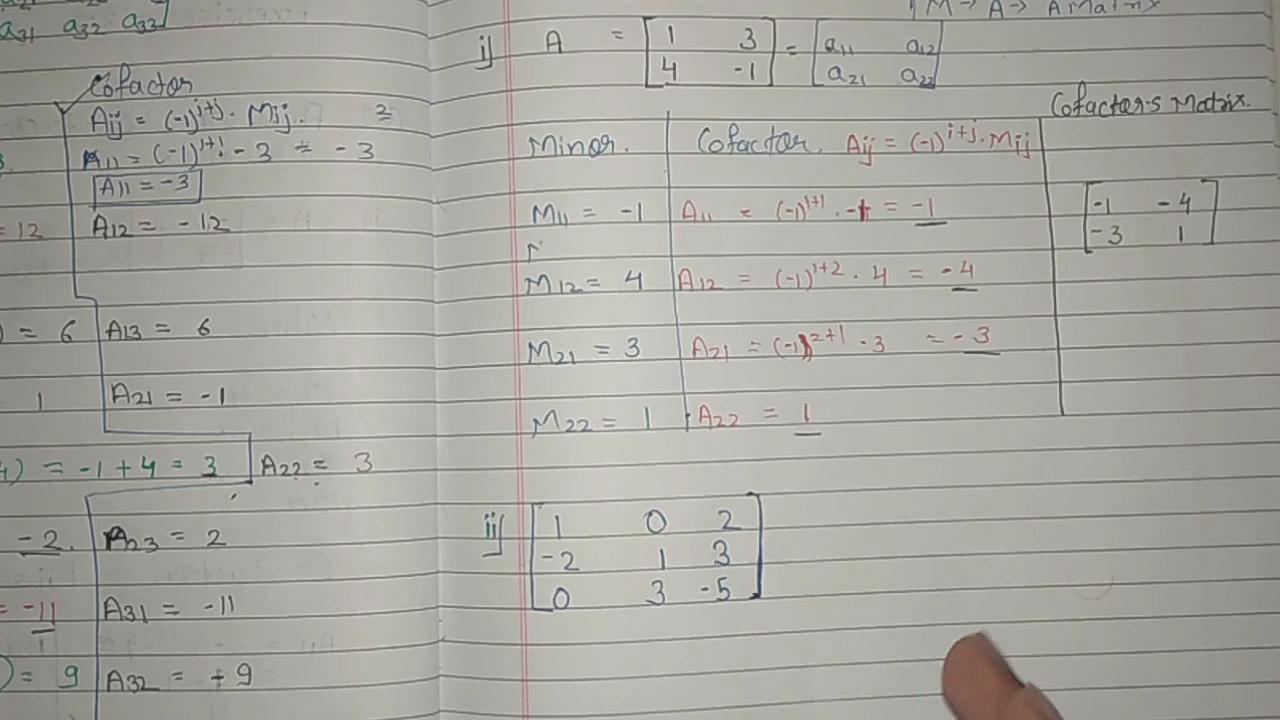 a31 a32 a33]
Cofactor
Aij = (-1)^i+j · Mij. =
A11 = (-1)^1+1 · -3 = -3
A11 = -3
= 12 A12 = -12
) = 6 A13 = 6
1 A21 = -1
4) = -1 + 4 = 3 A22 = 3
-2. A23 = 2
= -11 A31 = -11
) = 9 A32 = +9
M → A → A Matrix
i] A = [1 3 = [a11 a12
4 -1] a21 a22]
Minor. Cofactor. Aij = (-1)^i+j · Mij Cofactors Matrix.
M11 = -1 A11 = (-1)^1+1 · -1 = -1 [-1 -4
-3 1]
M12 = 4 A12 = (-1)^1+2 · 4 = -4
M21 = 3 A21 = (-1)^2+1 · 3 = -3
M22 = 1 A22 = 1
ii] [1 0 2
-2 1 3
0 3 -5]